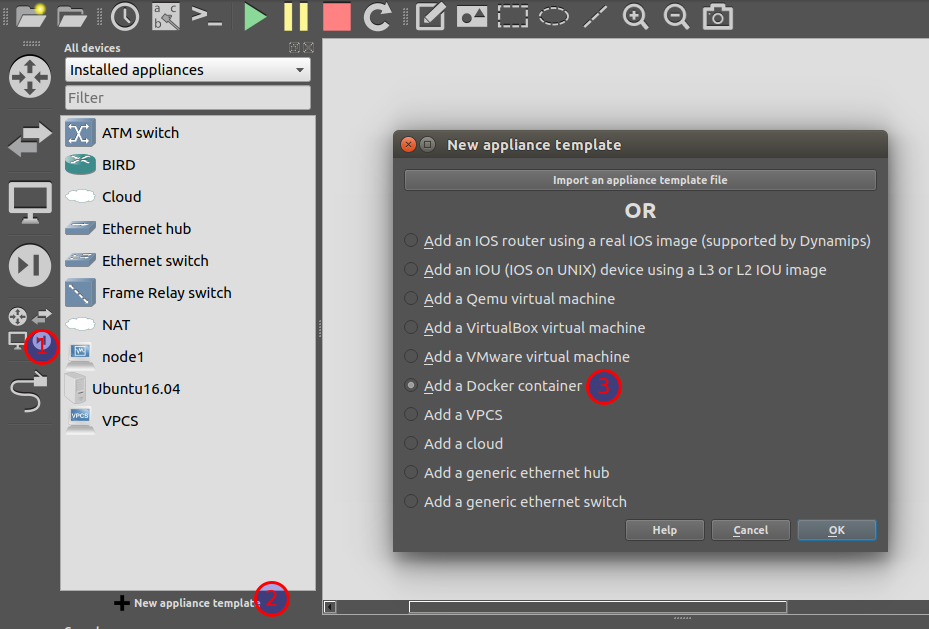 a b c
>_
All devices
Installed appliances
Filter
ATM switch
BIRD
Cloud
Ethernet hub
Ethernet switch
Frame Relay switch
NAT
node1
Ubuntu16.04
VPCS
VPCS
1
New appliance template
2
New appliance template
Import an appliance template file
OR
Add an IOS router using a real IOS image (supported by Dynamips)
Add an IOU (IOS on UNIX) device using a L3 or L2 IOU image
Add a Qemu virtual machine
Add a VirtualBox virtual machine
Add a VMware virtual machine
Add a Docker container
3
Add a VPCS
Add a cloud
Add a generic ethernet hub
Add a generic ethernet switch
Help
Cancel
OK